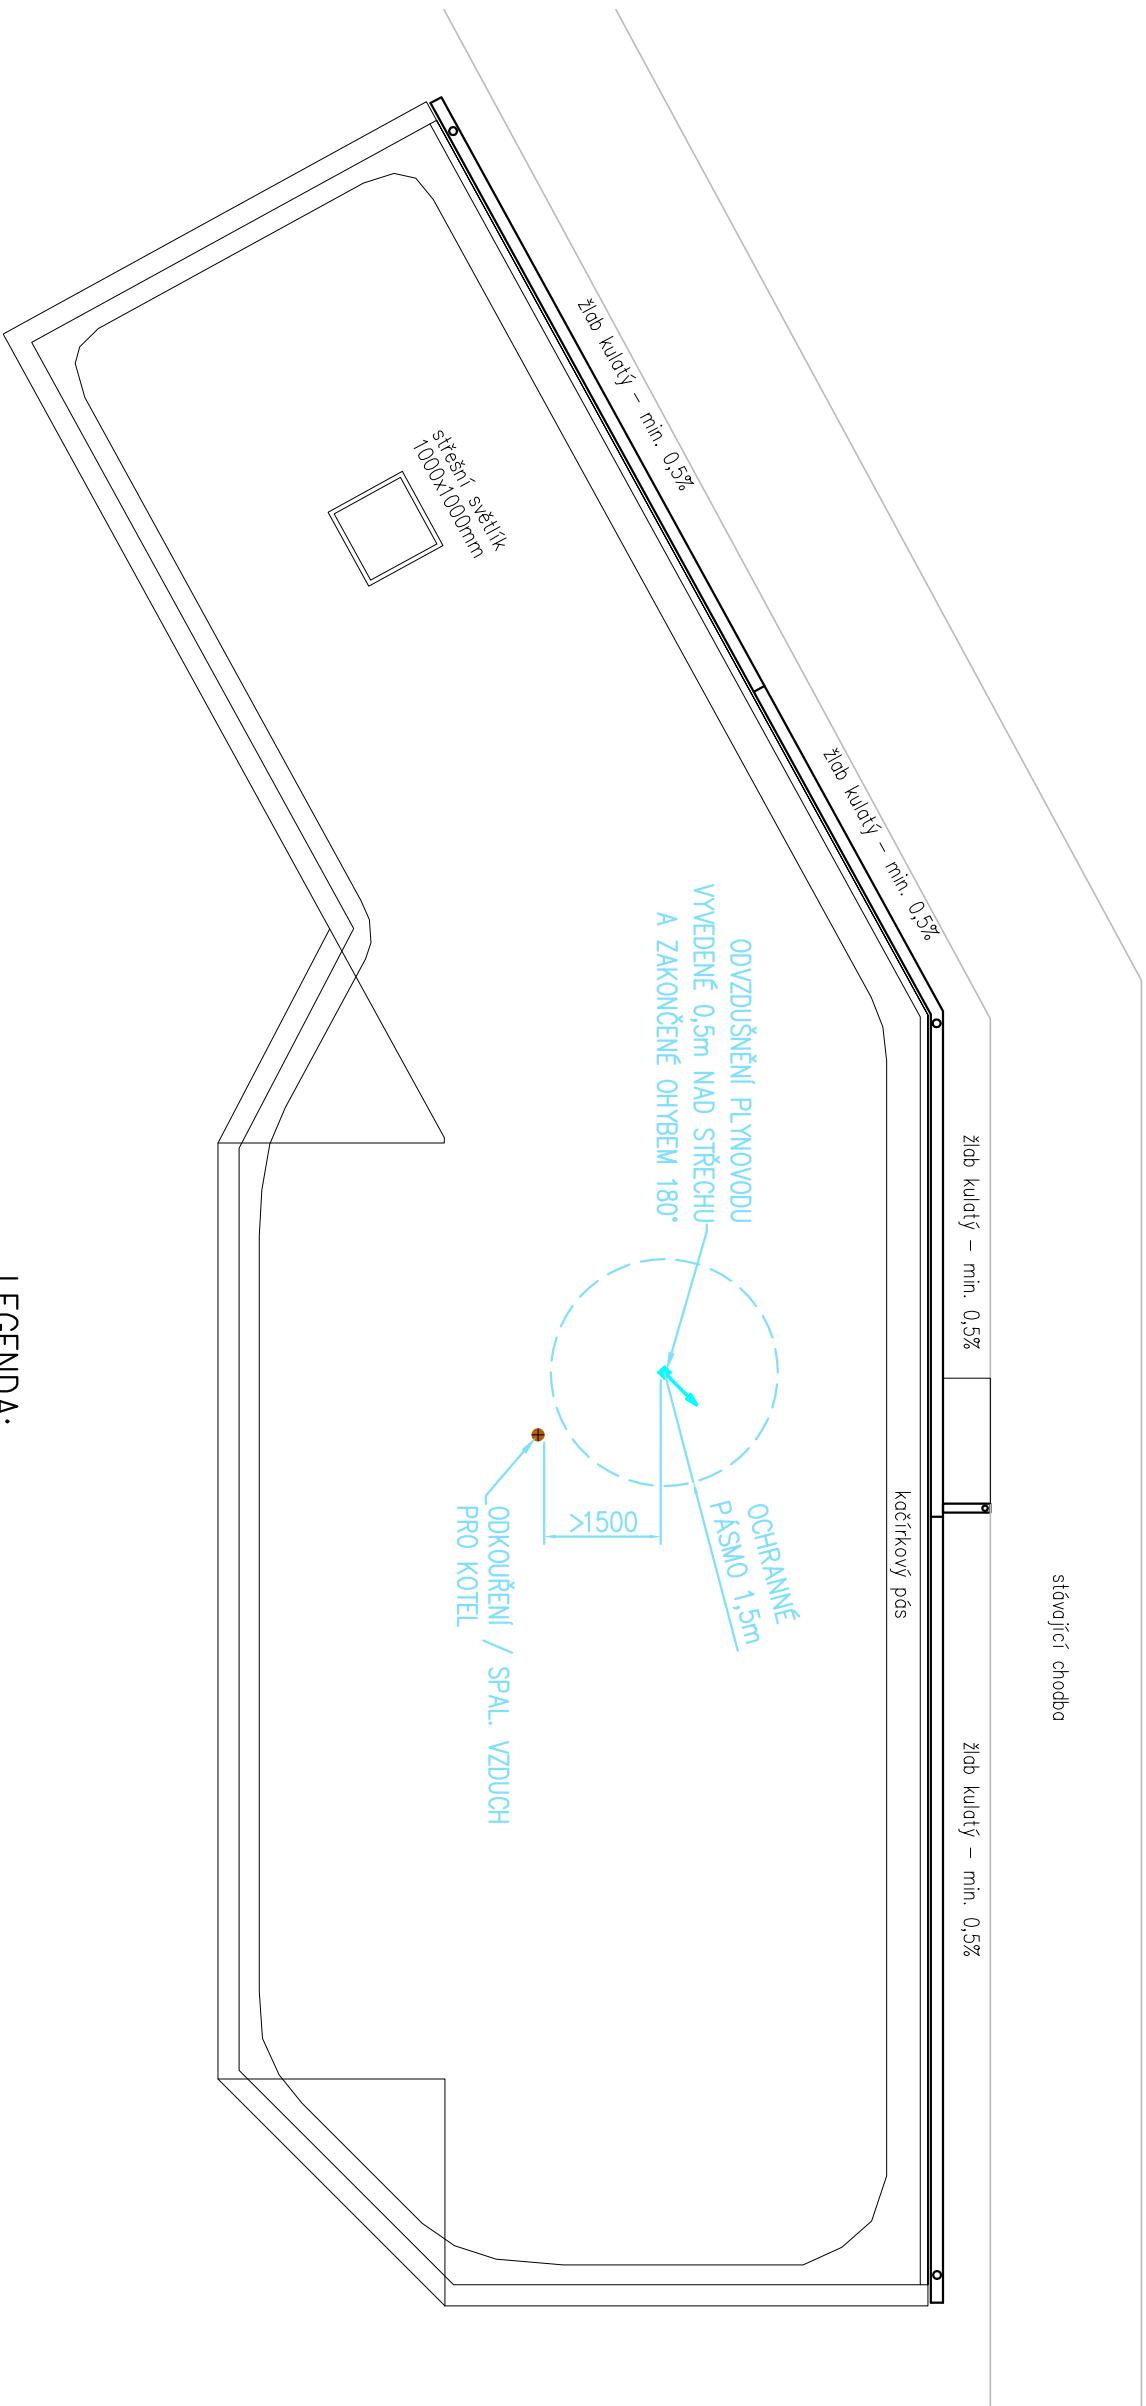 stávající chodba
žlab kulatý – min. 0,5%
žlab kulatý – min. 0,5%
žlab kulatý – min. 0,5%
žlab kulatý – min. 0,5%
kačírkový pás
střešní světlík
1000x1000mm
ODVZDUŠNĚNÍ PLYNOVODU
VYVEDENÉ 0,5m NAD STŘECHU
A ZAKONČENÉ OHYBEM 180°
OCHRANNÉ
PÁSMO 1,5m
>1500
ODKOUŘENÍ / SPAL. VZDUCH
PRO KOTEL
LEGENDA: